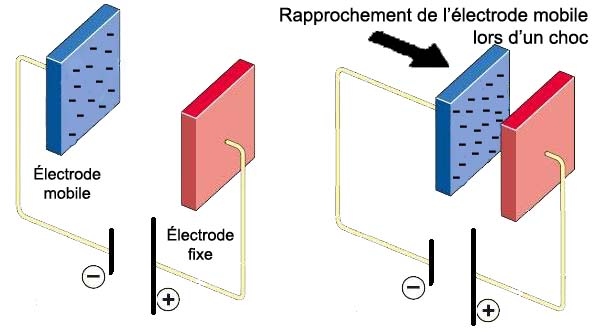 Rapprochement de l'électrode mobile
lors d'un choc
Électrode
mobile
Électrode
fixe
−
+
−
+